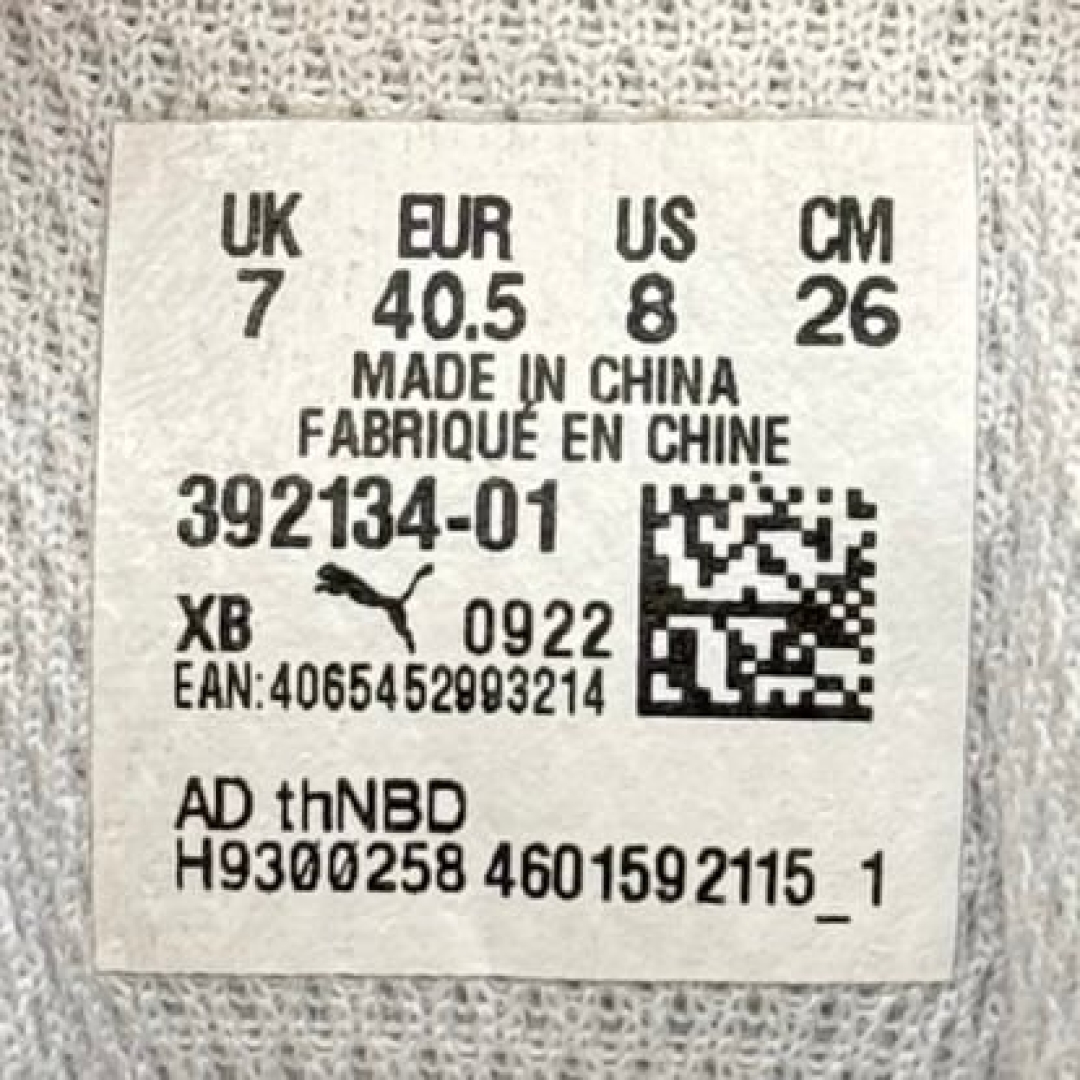 UK EUR US CM
7 40.5 8 26
MADE IN CHINA
FABRIQUÉ EN CHINE
392134-01
XB 0922
EAN:4065452993214
AD thNBD
H9300258 4601592115_1